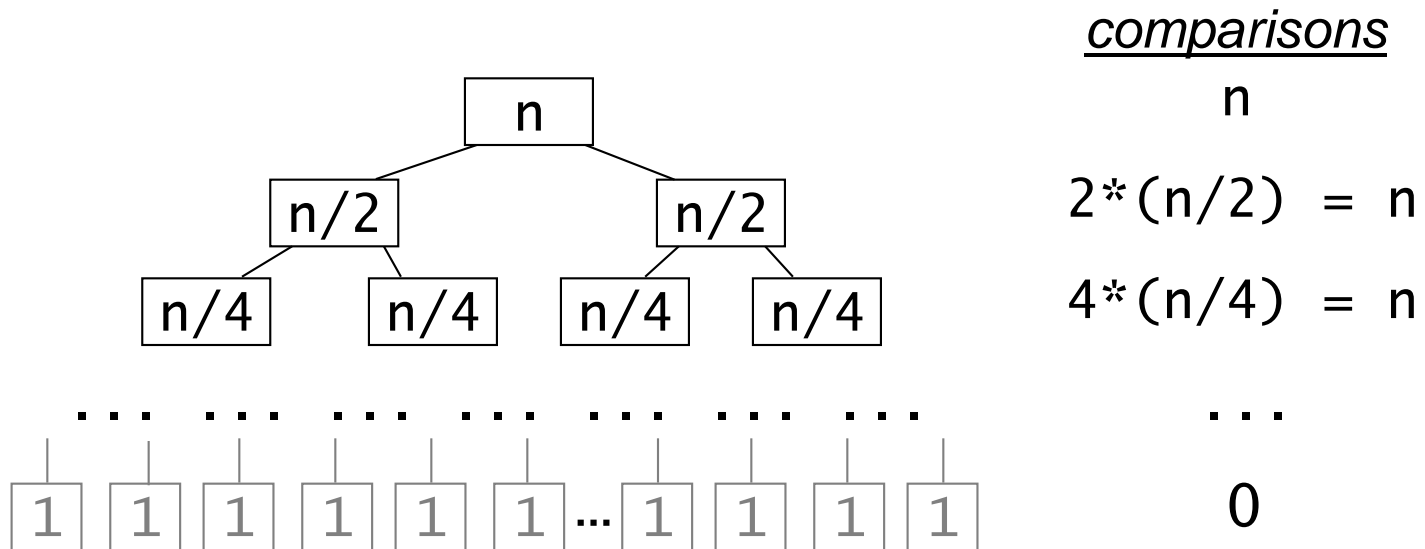 comparisons
n n
n/2 n/2 2*(n/2) = n
n/4 n/4 n/4 n/4 4*(n/4) = n
... ... ... ... ... ... ... ...
1 1 1 1 1 1 ... 1 1 1 1 0